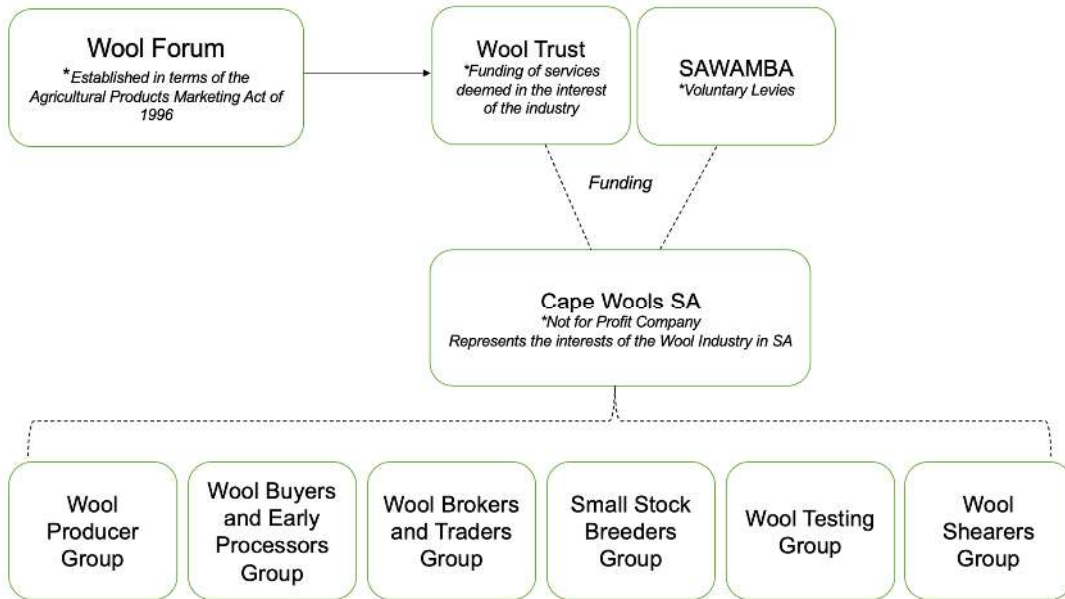 Wool Forum
*Established in terms of the
Agricultural Products Marketing Act of
1996
Wool Trust
*Funding of services
deemed in the interest
of the industry
SAWAMBA
*Voluntary Levies
Funding
Cape Wools SA
*Not for Profit Company
Represents the interests of the Wool Industry in SA
Wool
Producer
Group
Wool Buyers
and Early
Processors
Group
Wool Brokers
and Traders
Group
Small Stock
Breeders
Group
Wool Testing
Group
Wool
Shearers
Group